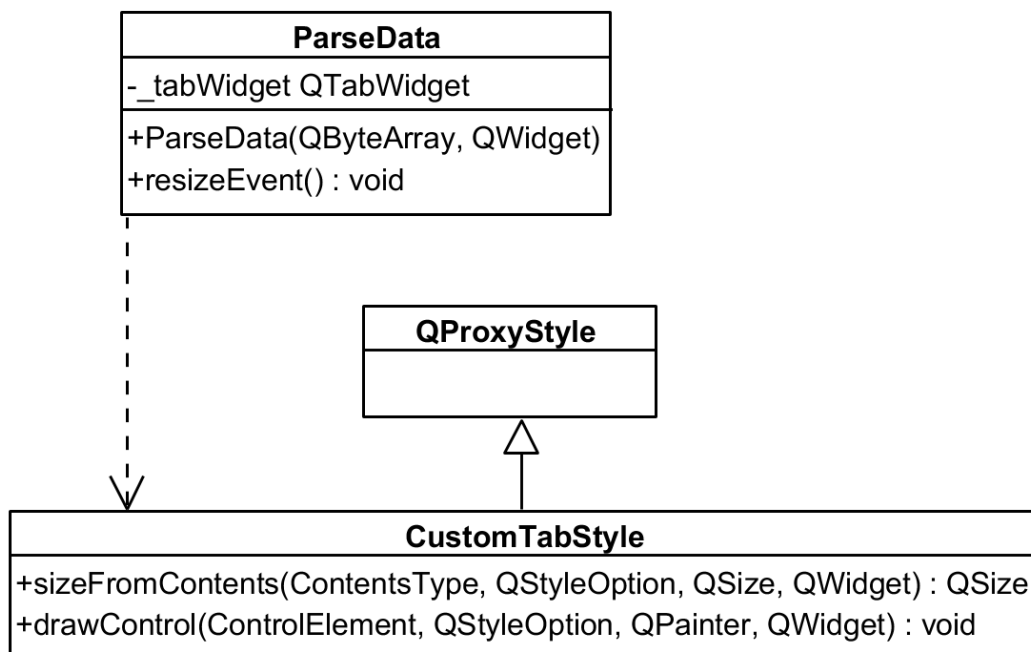 ParseData
-_tabWidget QTabWidget
+ParseData(QByteArray, QWidget)
+resizeEvent() : void
QProxyStyle
CustomTabStyle
+sizeFromContents(ContentsType, QStyleOption, QSize, QWidget) : QSize
+drawControl(ControlElement, QStyleOption, QPainter, QWidget) : void